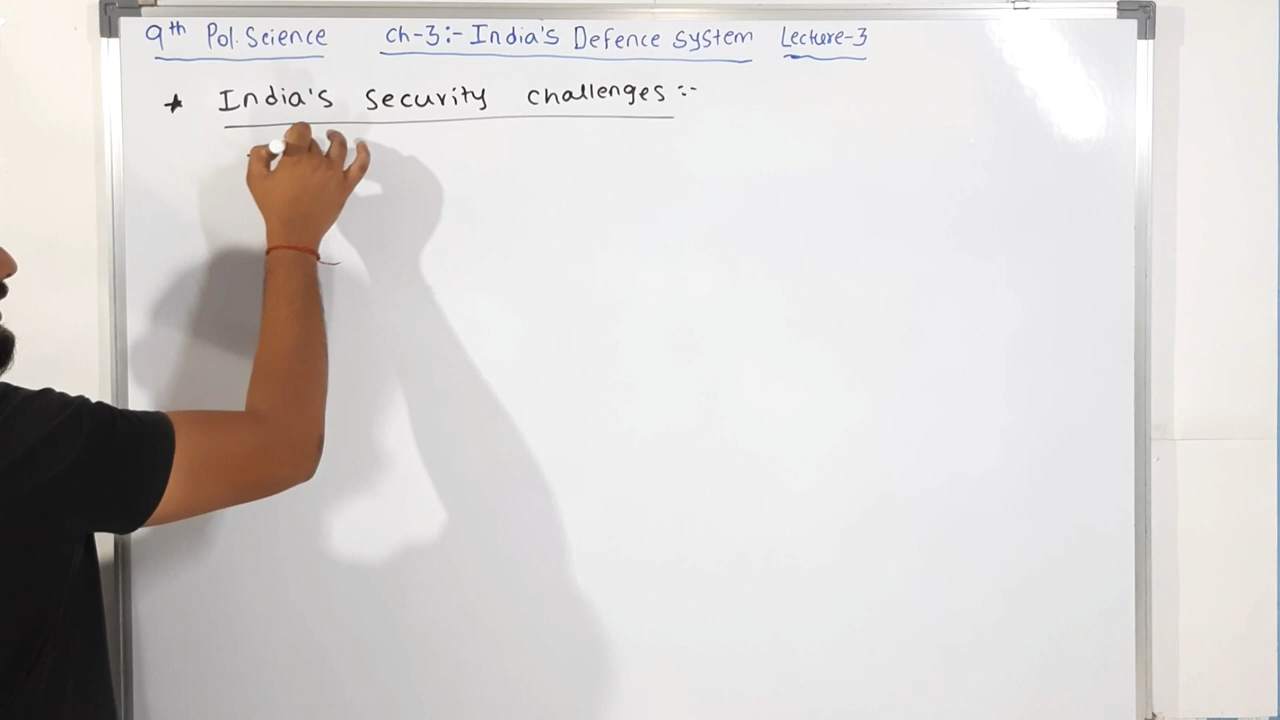 9th Pol. Science Ch-3:- India's Defence system Lecture-3
* India's security challenges :-